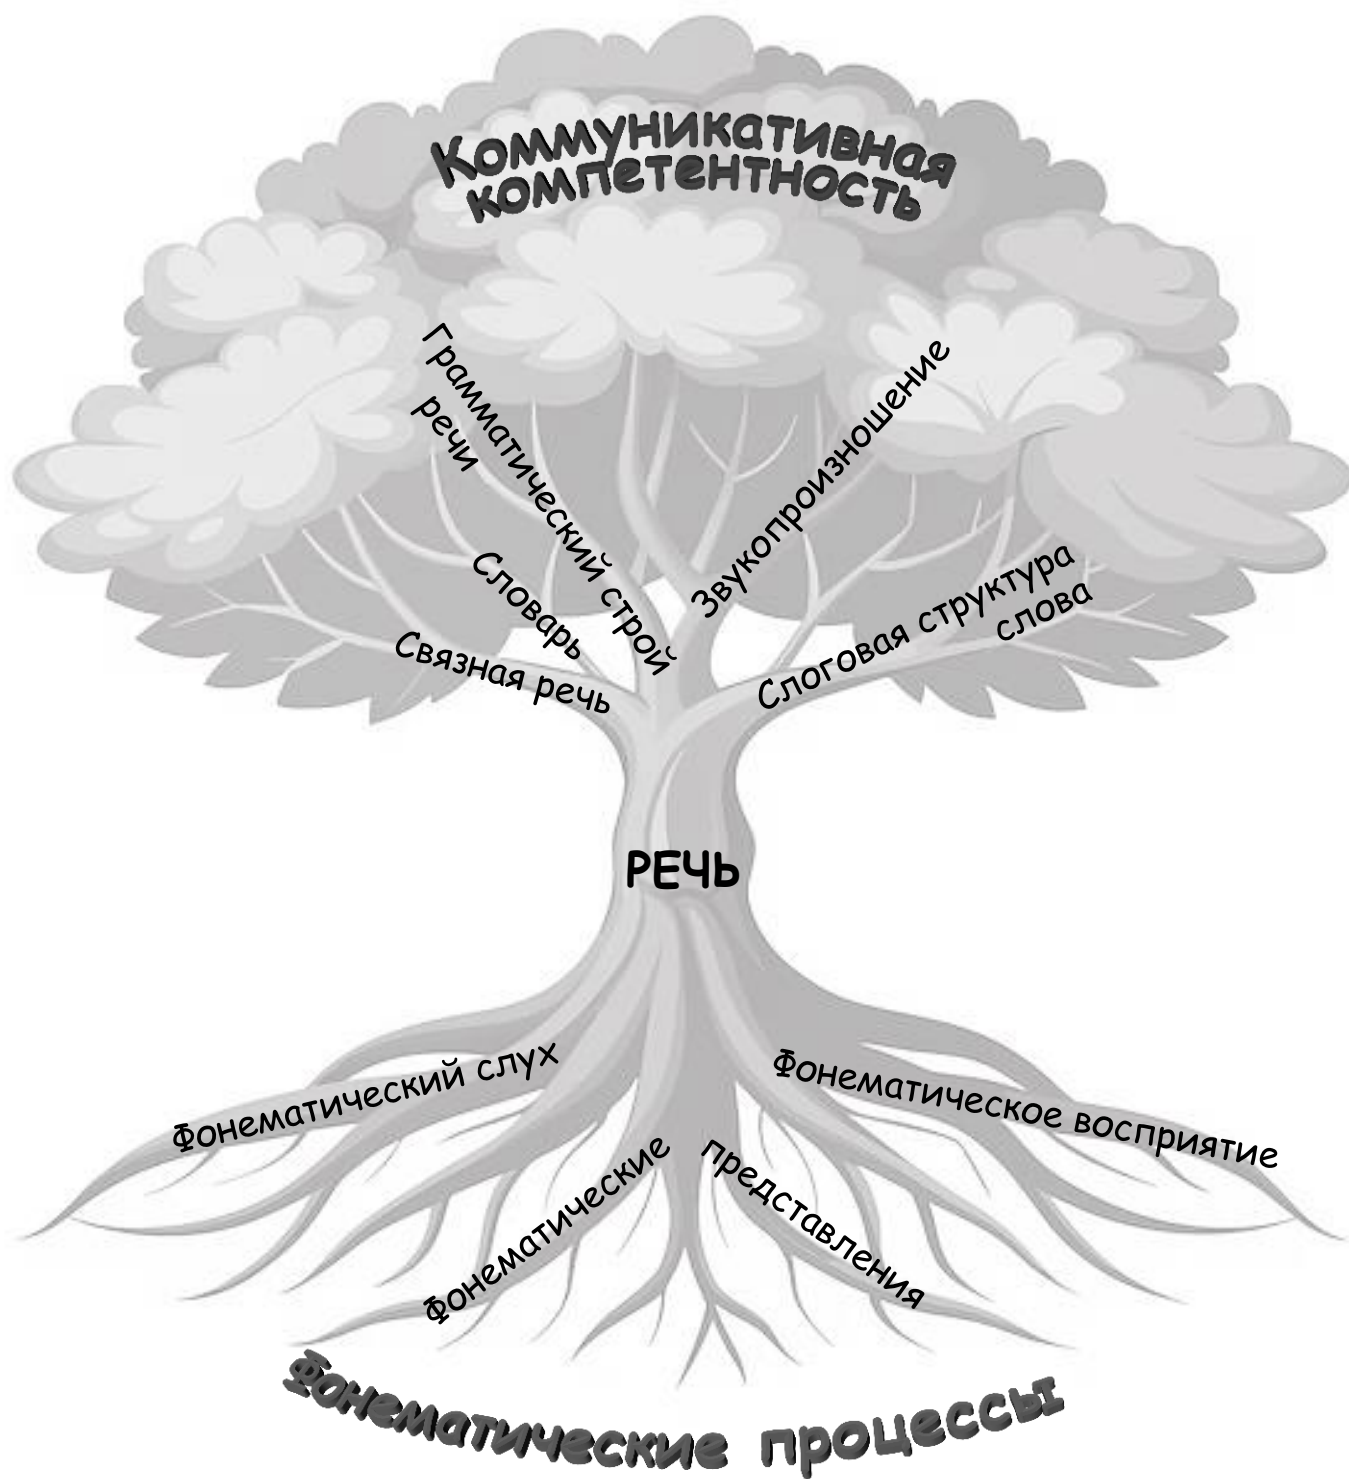 Коммуникативная
компетентность
Грамматический строй
речи
Звукопроизношение
Словарь
Слоговая структура
слова
Связная речь
РЕЧЬ
Фонематический слух
Фонематическое восприятие
Фонематические представления
Фонематические процессы